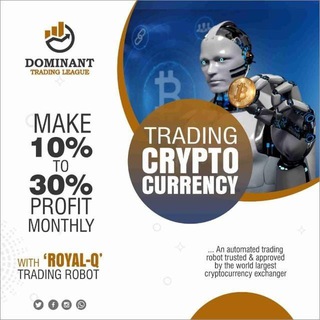 DOMINANT
TRADING LEAGUE
MAKE
10%
TO
30%
PROFIT
MONTHLY
WITH 'ROYAL-Q'
TRADING ROBOT
TRADING
CRYPTO
CURRENCY
... An automated trading
robot trusted & approved
by the world largest
cryptocurrency exchanger